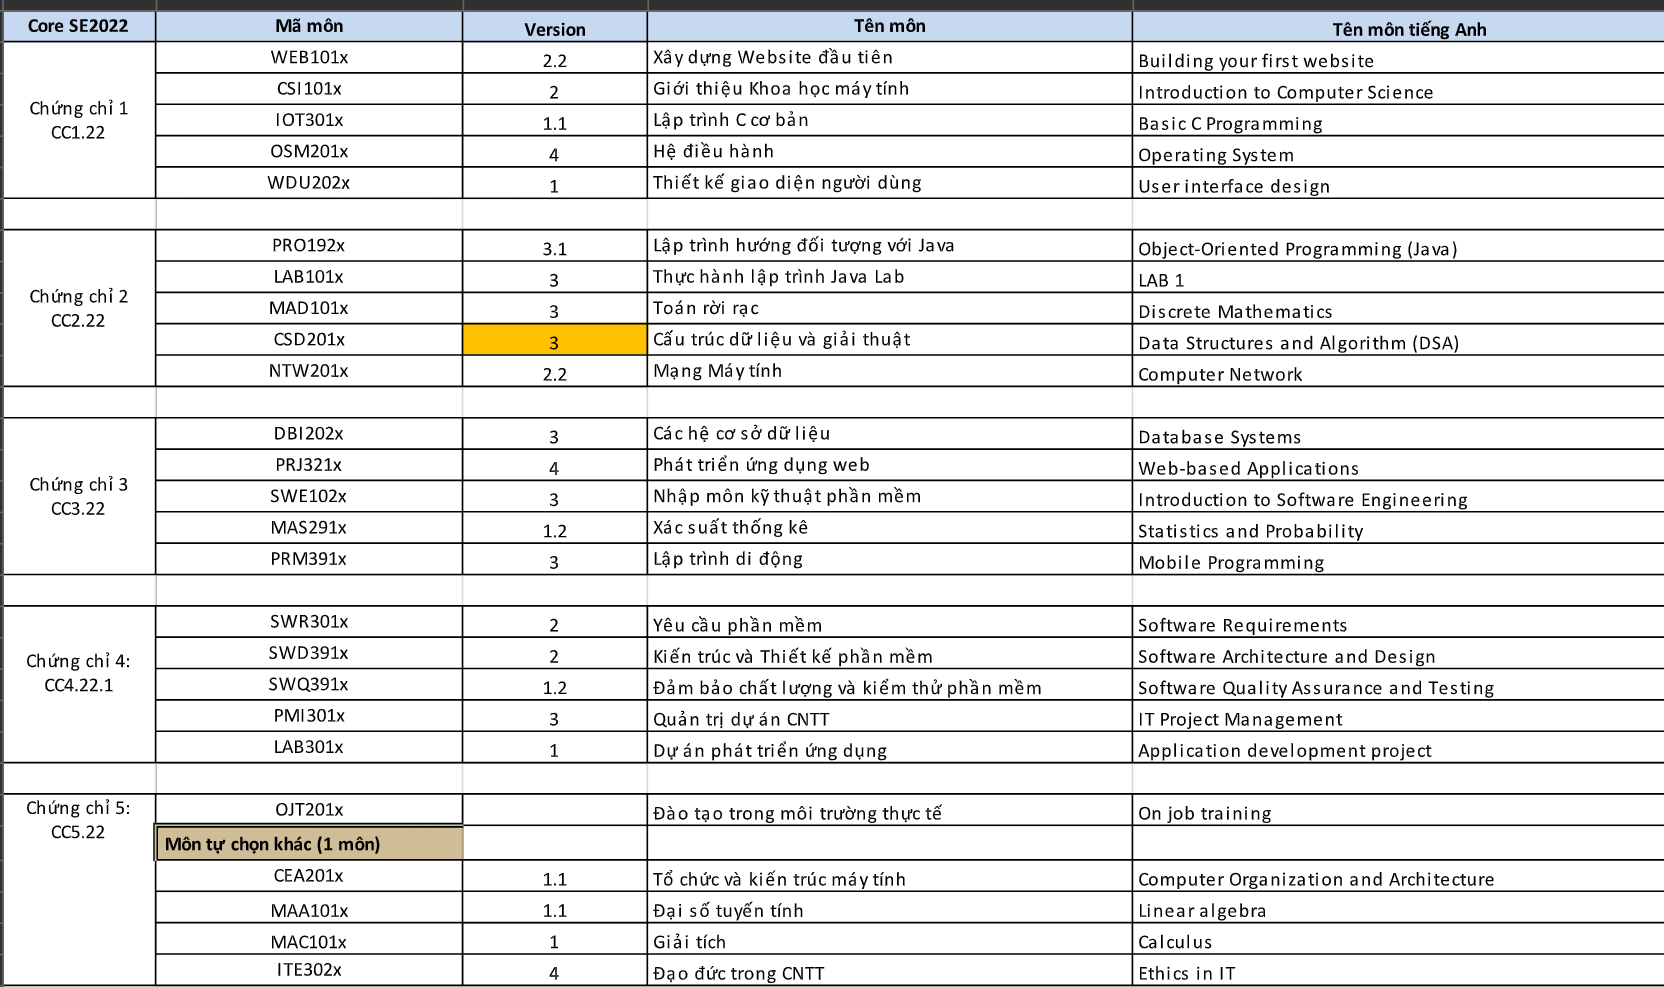 Core SE2022 Mã môn Version Tên môn Tên môn tiếng Anh
Chứng chỉ 1
CC1.22
WEB101x 2.2 Xây dựng Website đầu tiên Building your first website
CSI101x 2 Giới thiệu Khoa học máy tính Introduction to Computer Science
IOT301x 1.1 Lập trình C cơ bản Basic C Programming
OSM201x 4 Hệ điều hành Operating System
WDU202x 1 Thiết kế giao diện người dùng User interface design
Chứng chỉ 2
CC2.22
PRO192x 3.1 Lập trình hướng đối tượng với Java Object-Oriented Programming (Java)
LAB101x 3 Thực hành lập trình Java Lab LAB 1
MAD101x 3 Toán rời rạc Discrete Mathematics
CSD201x 3 Cấu trúc dữ liệu và giải thuật Data Structures and Algorithm (DSA)
NTW201x 2.2 Mạng Máy tính Computer Network
Chứng chỉ 3
CC3.22
DBI202x 3 Các hệ cơ sở dữ liệu Database Systems
PRJ321x 4 Phát triển ứng dụng web Web-based Applications
SWE102x 3 Nhập môn kỹ thuật phần mềm Introduction to Software Engineering
MAS291x 1.2 Xác suất thống kê Statistics and Probability
PRM391x 3 Lập trình di động Mobile Programming
Chứng chỉ 4:
CC4.22.1
SWR301x 2 Yêu cầu phần mềm Software Requirements
SWD391x 2 Kiến trúc và Thiết kế phần mềm Software Architecture and Design
SWQ391x 1.2 Đảm bảo chất lượng và kiểm thử phần mềm Software Quality Assurance and Testing
PMI301x 3 Quản trị dự án CNTT IT Project Management
LAB301x 1 Dự án phát triển ứng dụng Application development project
Chứng chỉ 5:
CC5.22
OJT201x Đào tạo trong môi trường thực tế On job training
Môn tự chọn khác (1 môn)
CEA201x 1.1 Tổ chức và kiến trúc máy tính Computer Organization and Architecture
MAA101x 1.1 Đại số tuyến tính Linear algebra
MAC101x 1 Giải tích Calculus
ITE302x 4 Đạo đức trong CNTT Ethics in IT